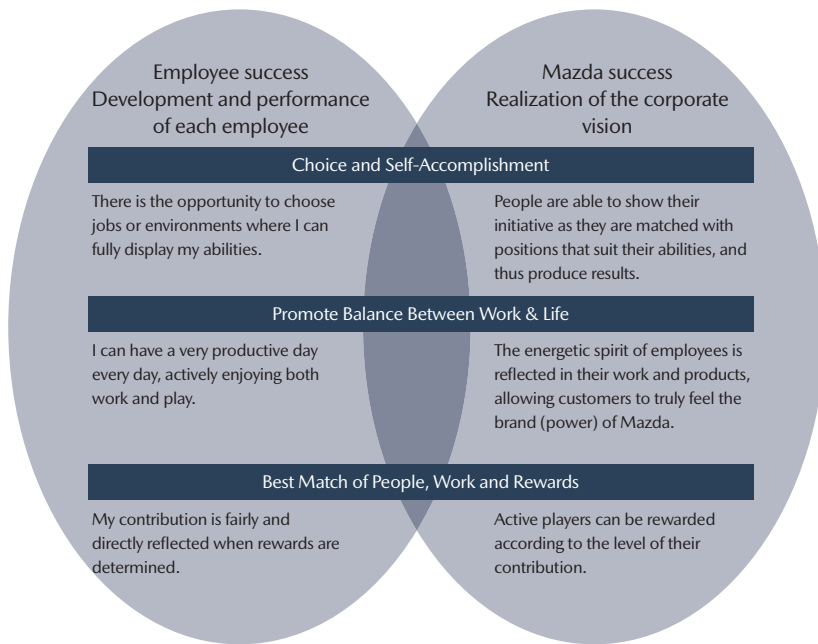 Employee success
Development and performance
of each employee
Mazda success
Realization of the corporate
vision
Choice and Self-Accomplishment
There is the opportunity to choose
jobs or environments where I can
fully display my abilities.
People are able to show their
initiative as they are matched with
positions that suit their abilities, and
thus produce results.
Promote Balance Between Work & Life
I can have a very productive day
every day, actively enjoying both
work and play.
The energetic spirit of employees is
reflected in their work and products,
allowing customers to truly feel the
brand (power) of Mazda.
Best Match of People, Work and Rewards
My contribution is fairly and
directly reflected when rewards are
determined.
Active players can be rewarded
according to the level of their
contribution.